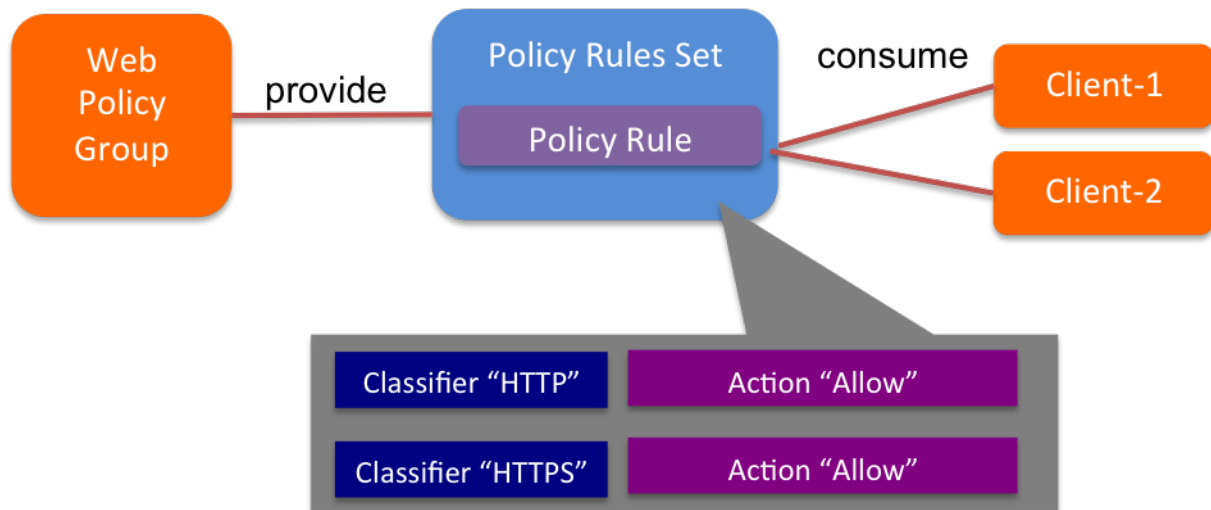 Web
Policy
Group
provide
Policy Rules Set
Policy Rule
consume
Client-1
Client-2
Classifier “HTTP”
Action “Allow”
Classifier “HTTPS”
Action “Allow”